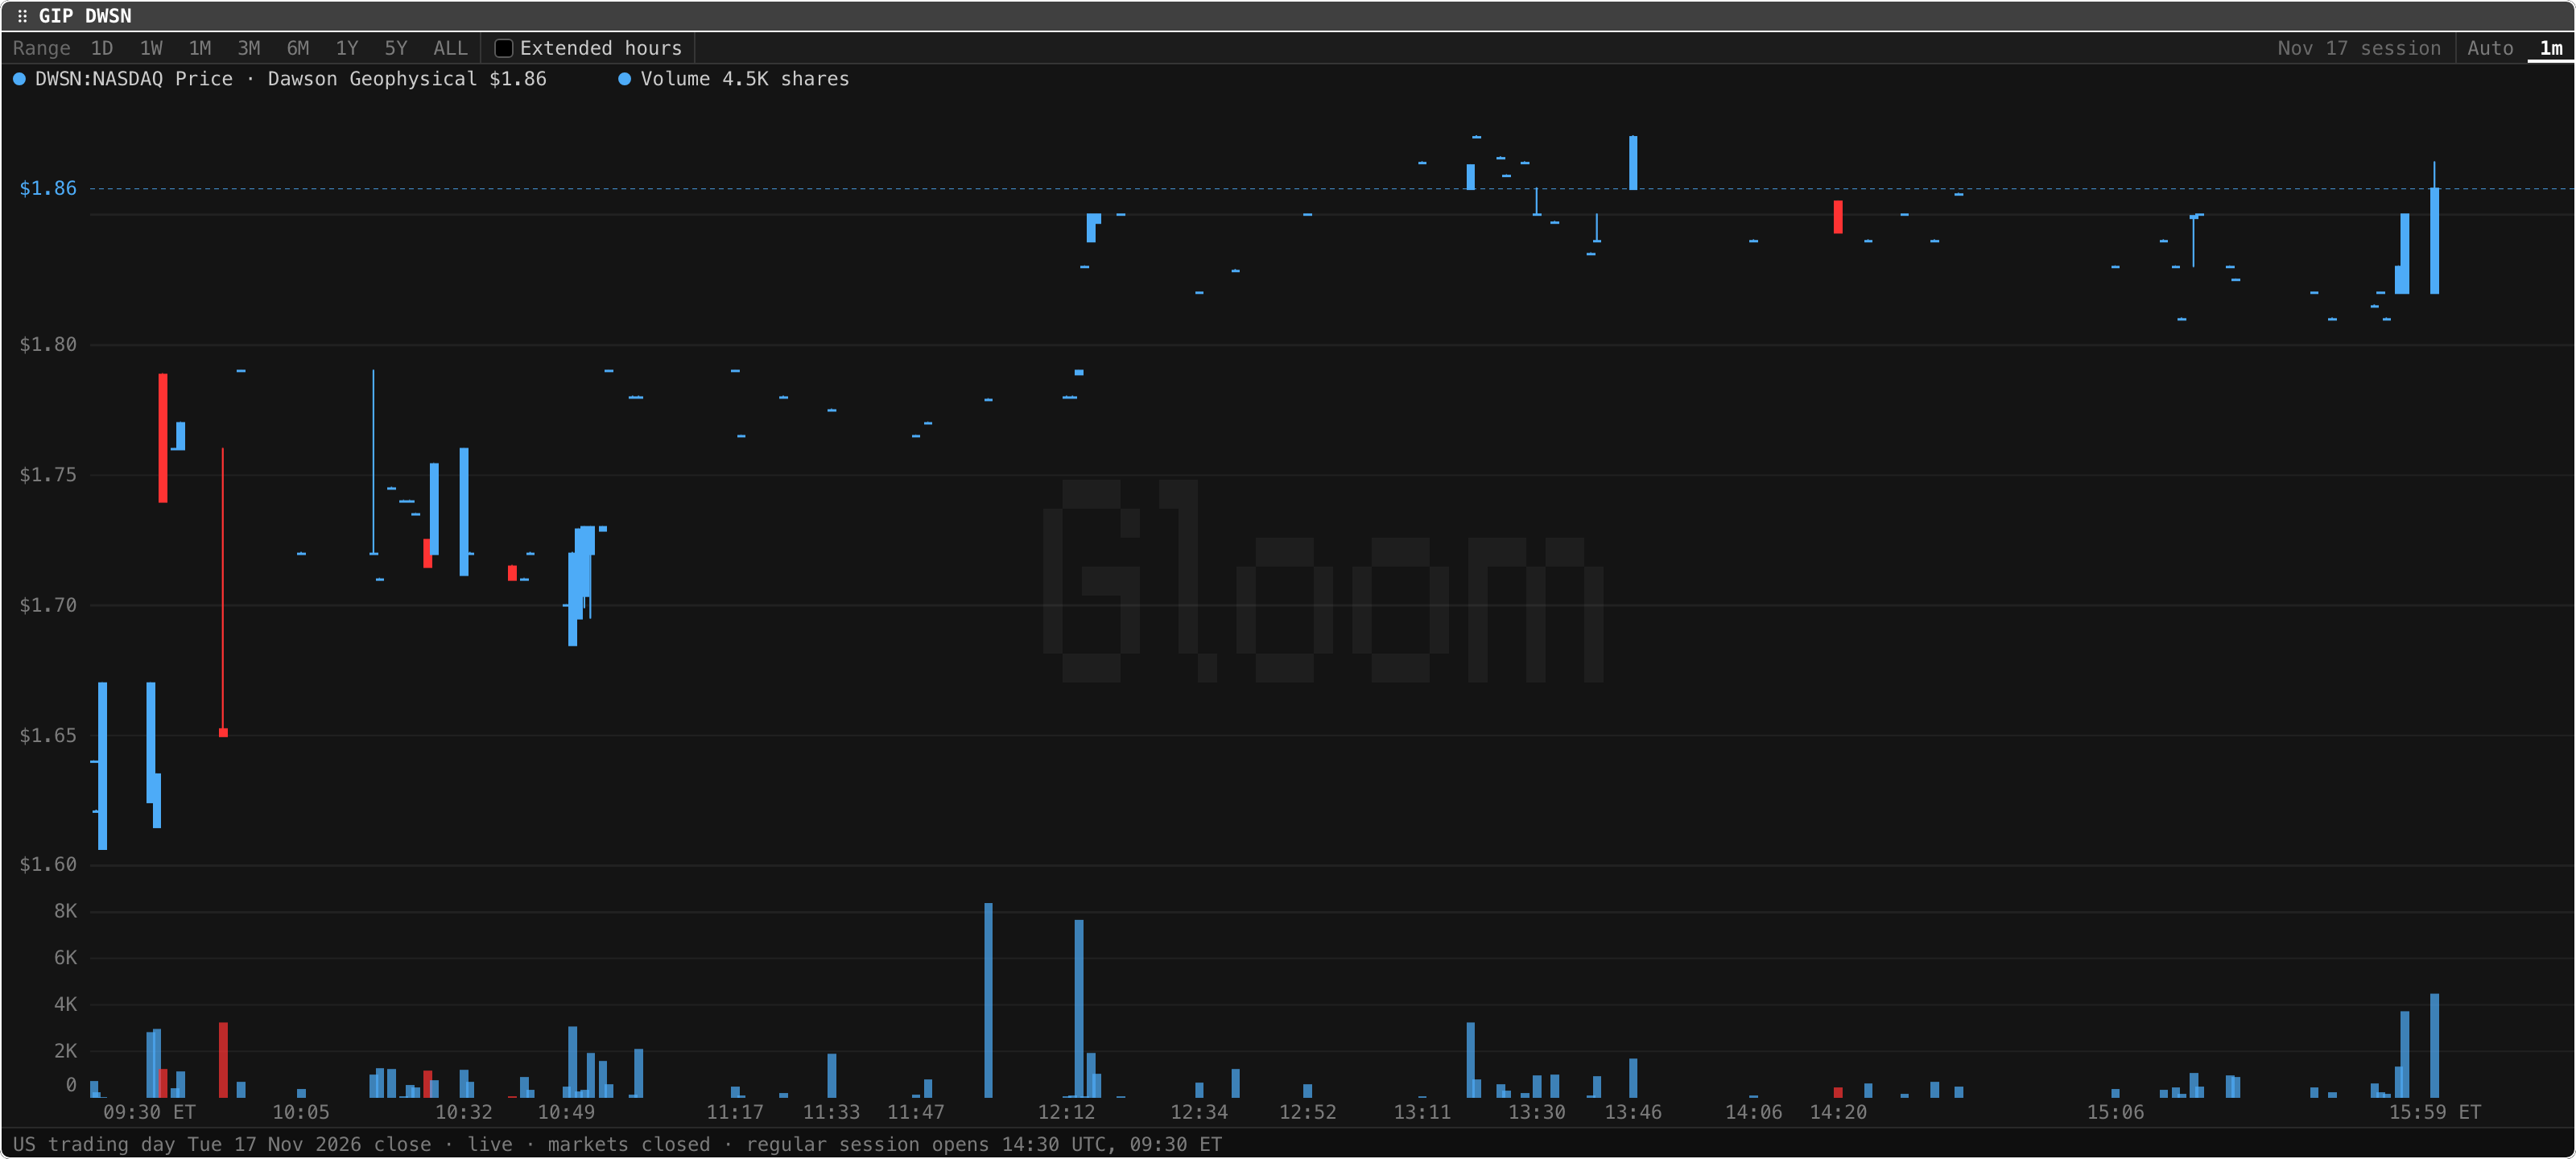 ⠿ GIP DWSN
Range 1D 1W 1M 3M 6M 1Y 5Y ALL Extended hours Nov 17 session Auto 1m
DWSN:NASDAQ Price · Dawson Geophysical $1.86 Volume 4.5K shares
$1.86
$1.80
$1.75
$1.70
$1.65
$1.60
Gloom
8K
6K
4K
2K
0
09:30 ET 10:05 10:32 10:49 11:17 11:33 11:47 12:12 12:34 12:52 13:11 13:30 13:46 14:06 14:20 15:06 15:59 ET
US trading day Tue 17 Nov 2026 close · live · markets closed · regular session opens 14:30 UTC, 09:30 ET